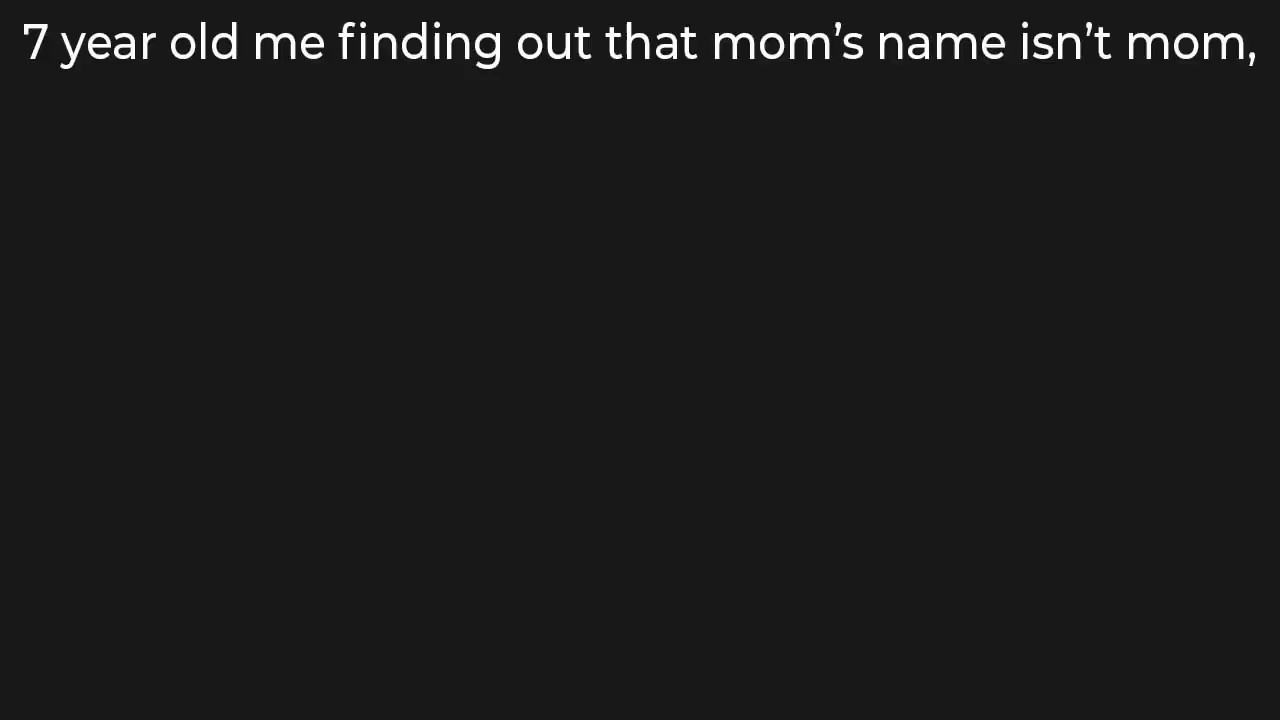 7 year old me finding out that mom’s name isn’t mom,